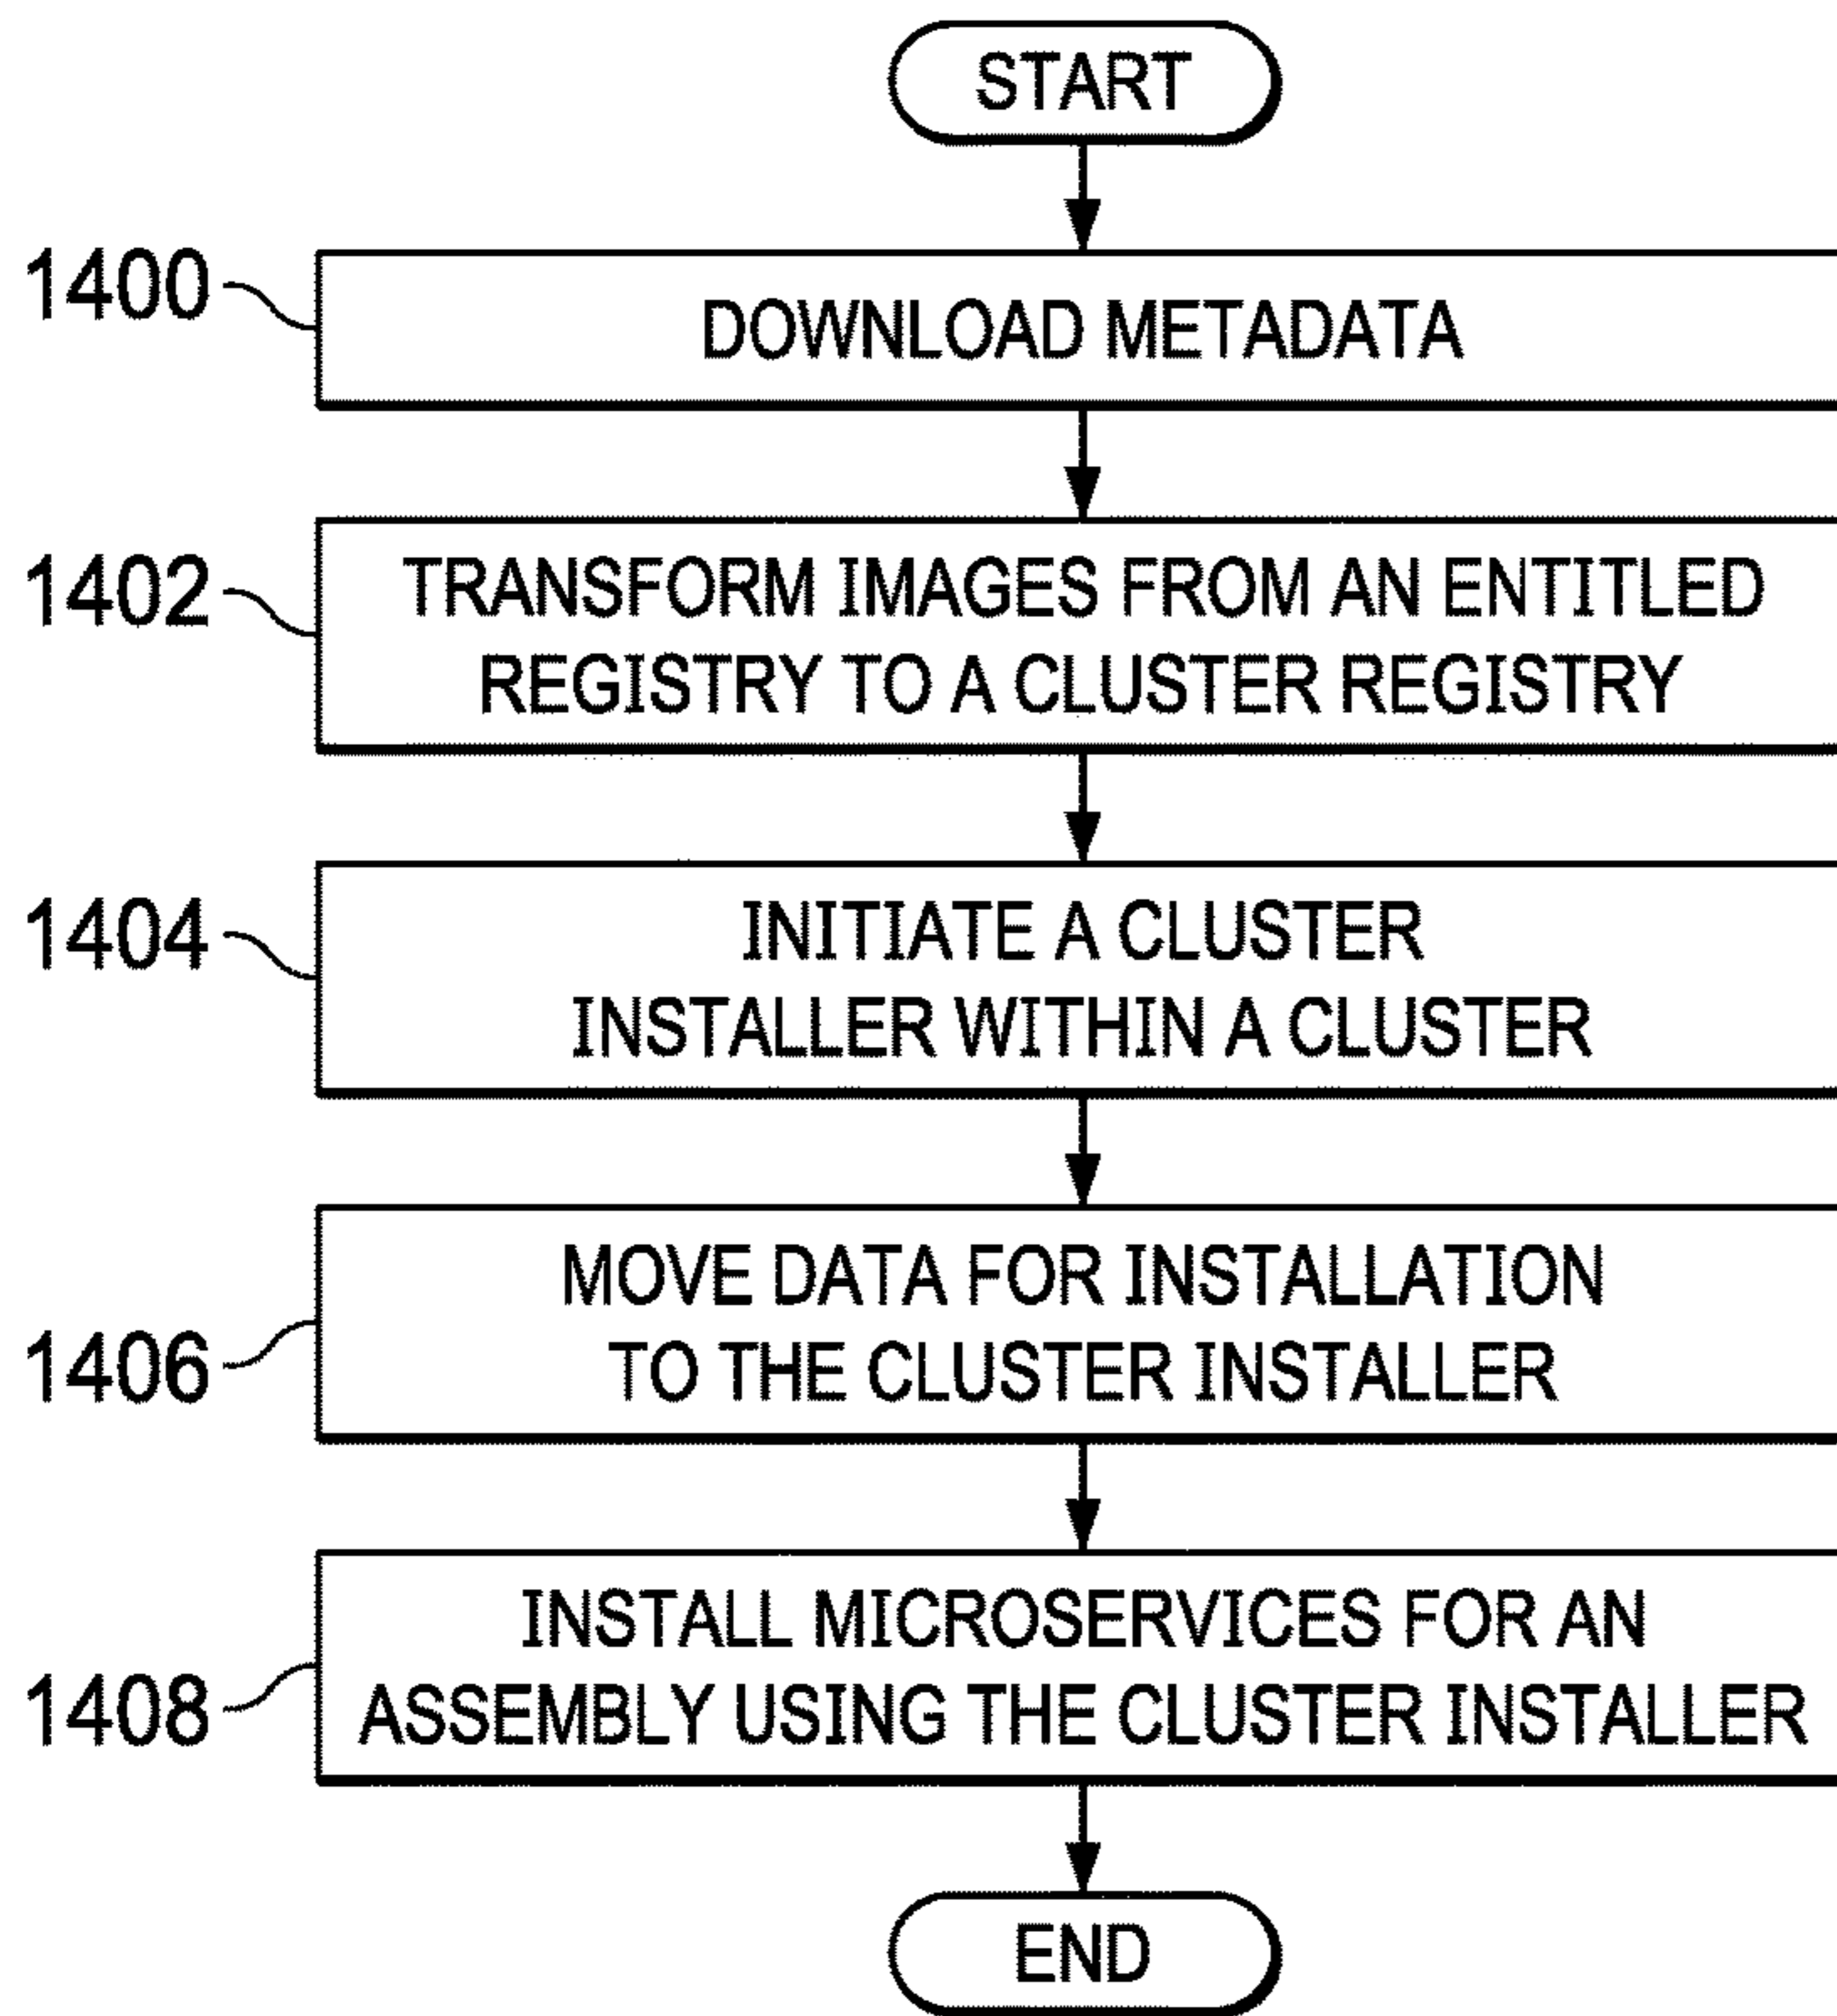 START
1400
DOWNLOAD METADATA
1402
TRANSFORM IMAGES FROM AN ENTITLED
REGISTRY TO A CLUSTER REGISTRY
1404
INITIATE A CLUSTER
INSTALLER WITHIN A CLUSTER
1406
MOVE DATA FOR INSTALLATION
TO THE CLUSTER INSTALLER
1408
INSTALL MICROSERVICES FOR AN
ASSEMBLY USING THE CLUSTER INSTALLER
END